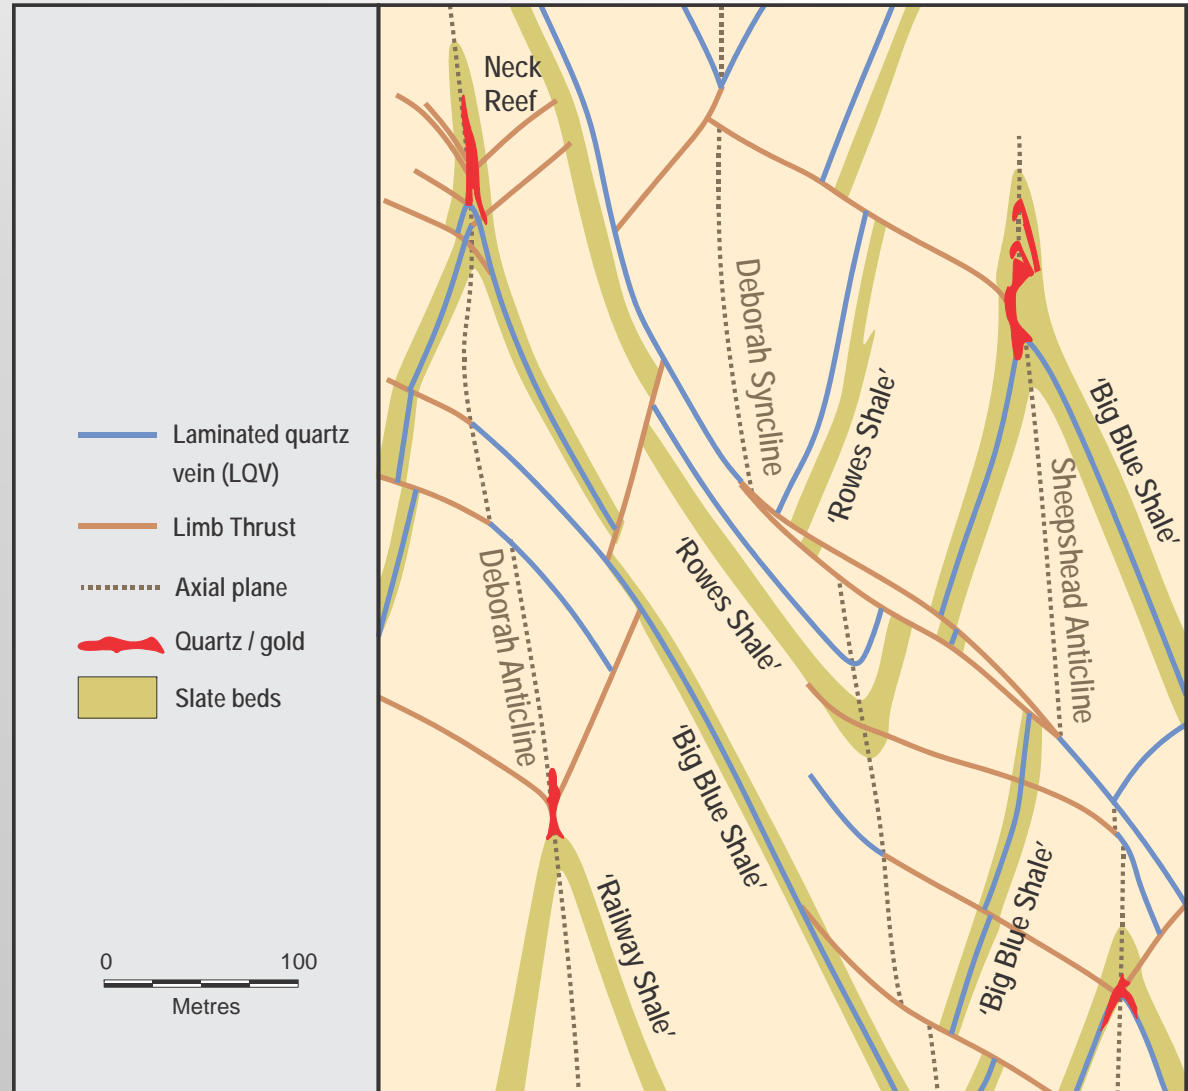 Neck
Reef
Deborah Syncline
'Rowes Shale'
'Big Blue Shale'
Laminated quartz
vein (LQV)
Limb Thrust
Axial plane
Quartz / gold
Slate beds
Sheepshead Anticline
'Rowes Shale'
Deborah Anticline
'Big Blue Shale'
'Big Blue Shale'
'Railway Shale'
0 100
Metres